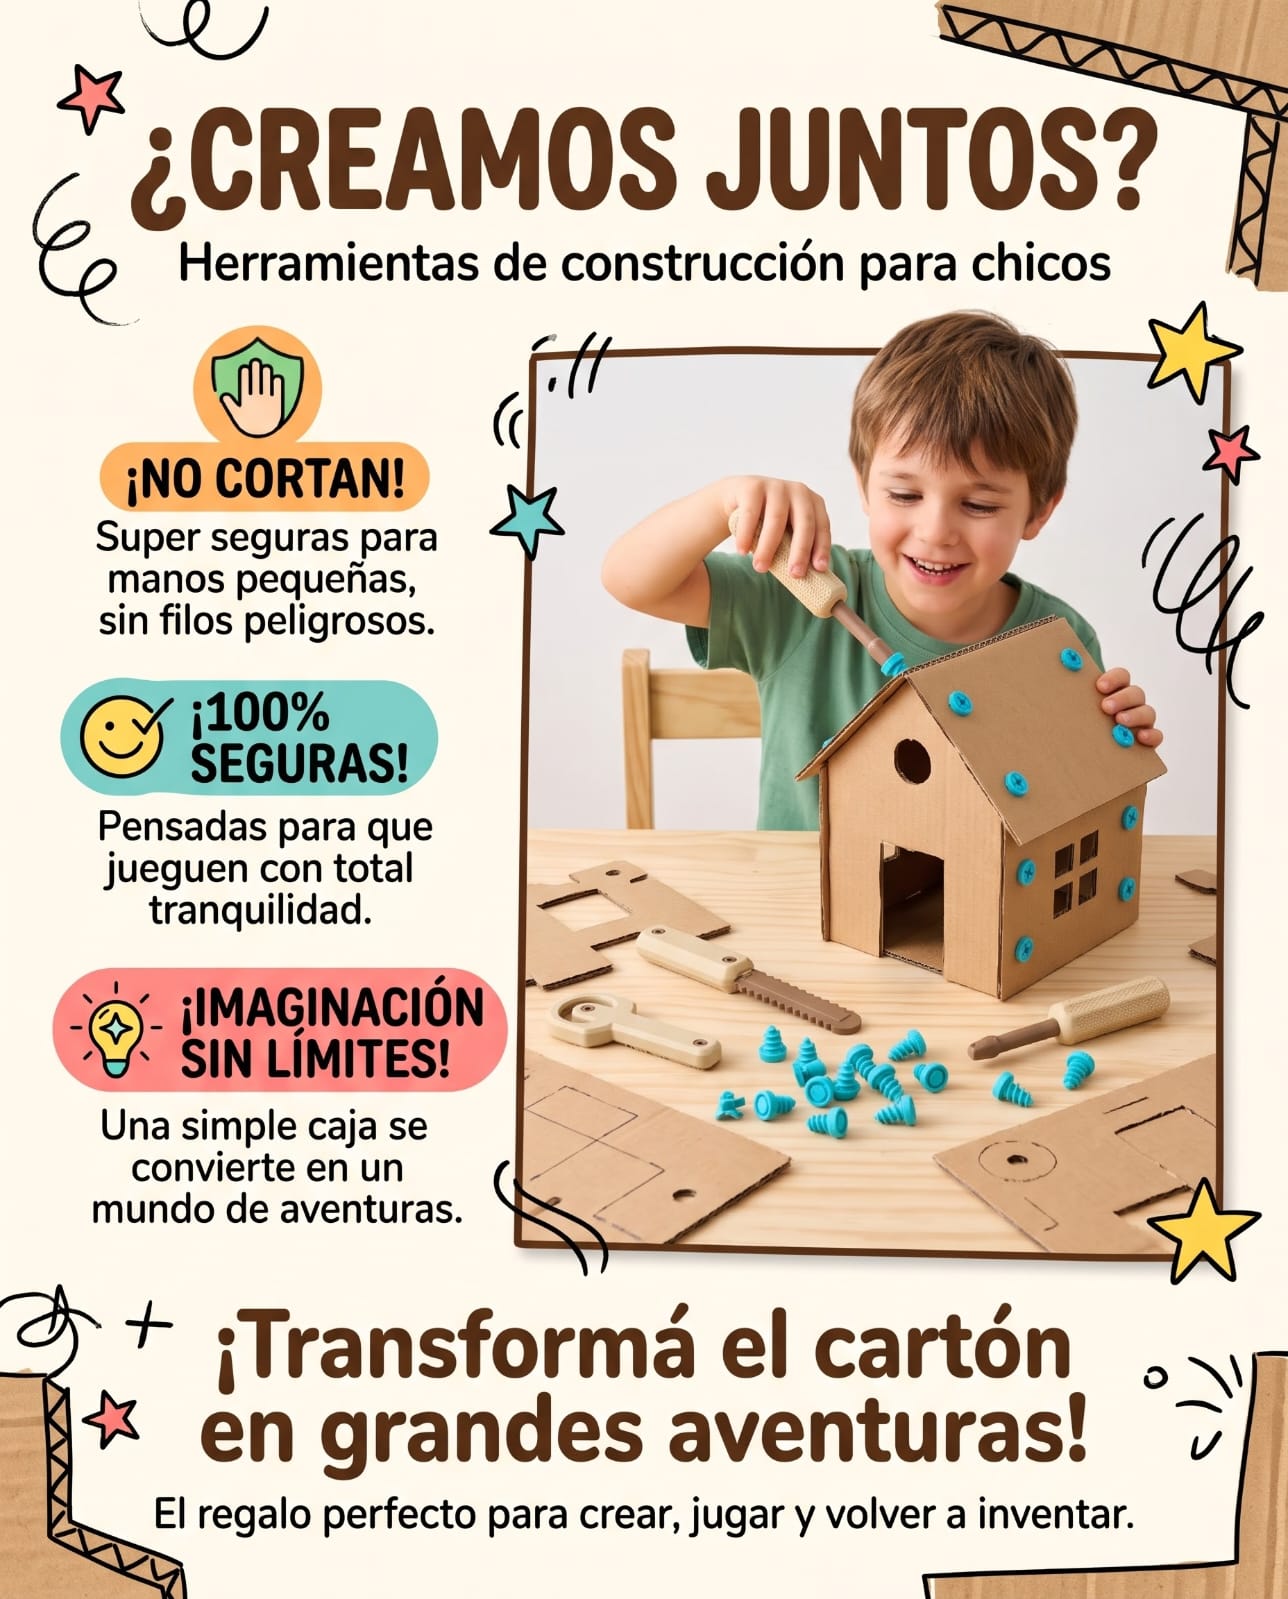 ¿CREAMOS JUNTOS?
Herramientas de construcción para chicos
¡NO CORTAN!
Super seguras para
manos pequeñas,
sin filos peligrosos.
¡100%
SEGURAS!
Pensadas para que
jueguen con total
tranquilidad.
¡IMAGINACIÓN
SIN LÍMITES!
Una simple caja se
convierte en un
mundo de aventuras.
¡Transformá el cartón
en grandes aventuras!
El regalo perfecto para crear, jugar y volver a inventar.